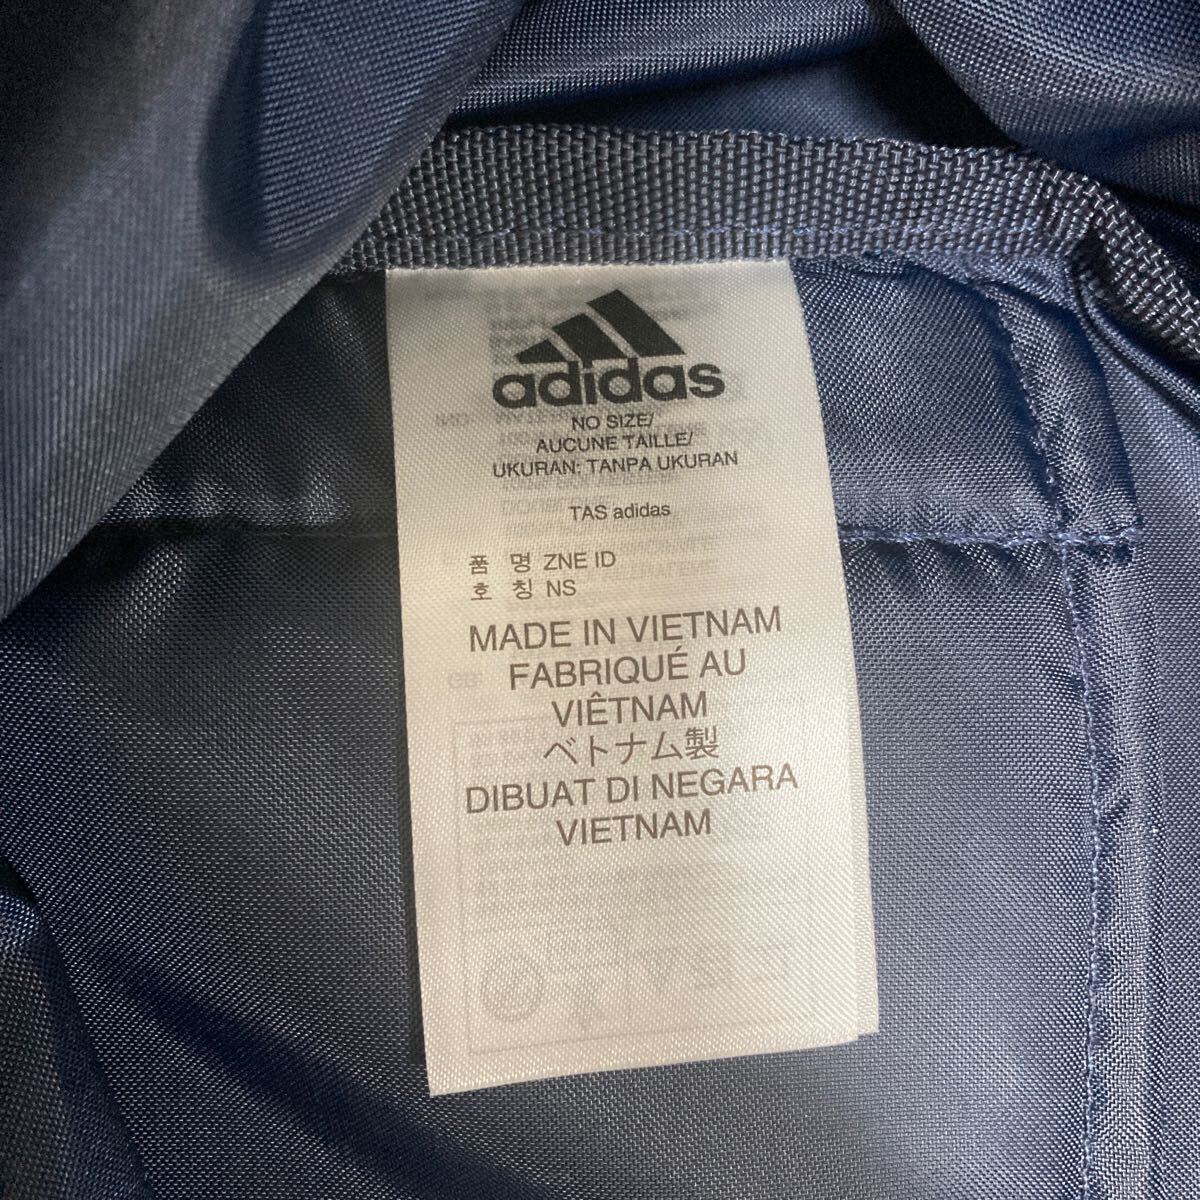 adidas
NO SIZE/
AUCUNE TAILLE/
UKURAN: TANPA UKURAN
TAS adidas
품 명 ZNE ID
호 칭 NS
MADE IN VIETNAM
FABRIQUÉ AU
VIÊTNAM
ベトナム製
DIBUAT DI NEGARA
VIETNAM